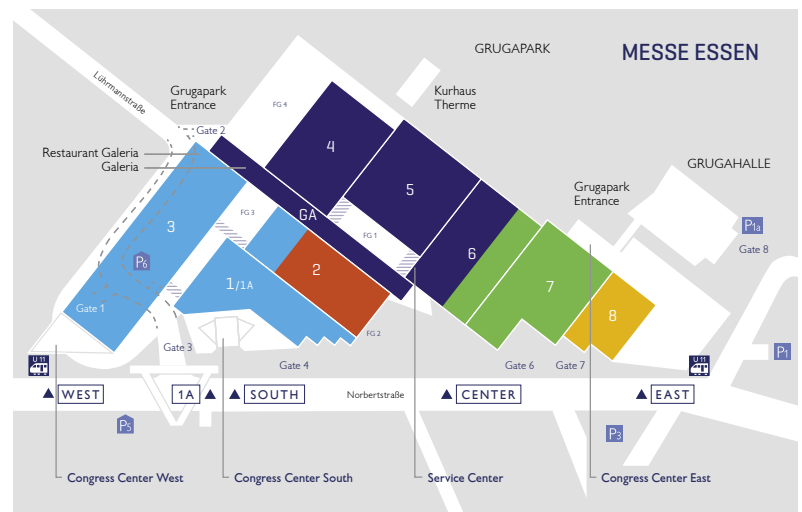 MESSE ESSEN
GRUGAPARK
Lührmannstraße
Grugapark
Entrance
Kurhaus
Therme
FG 4
Gate 2
Restaurant Galeria
Galeria
4
GRUGAHALLE
5
Grugapark
Entrance
FG 3
GA
3
FG 1
P1a
Gate 8
6
P6
2
7
1/1A
8
Gate 1
FG 2
Gate 3
P1
U 11
Gate 4
Gate 6
Gate 7
U 11
WEST
1A
SOUTH
Norbertstraße
CENTER
EAST
P5
P3
Congress Center West
Congress Center South
Service Center
Congress Center East